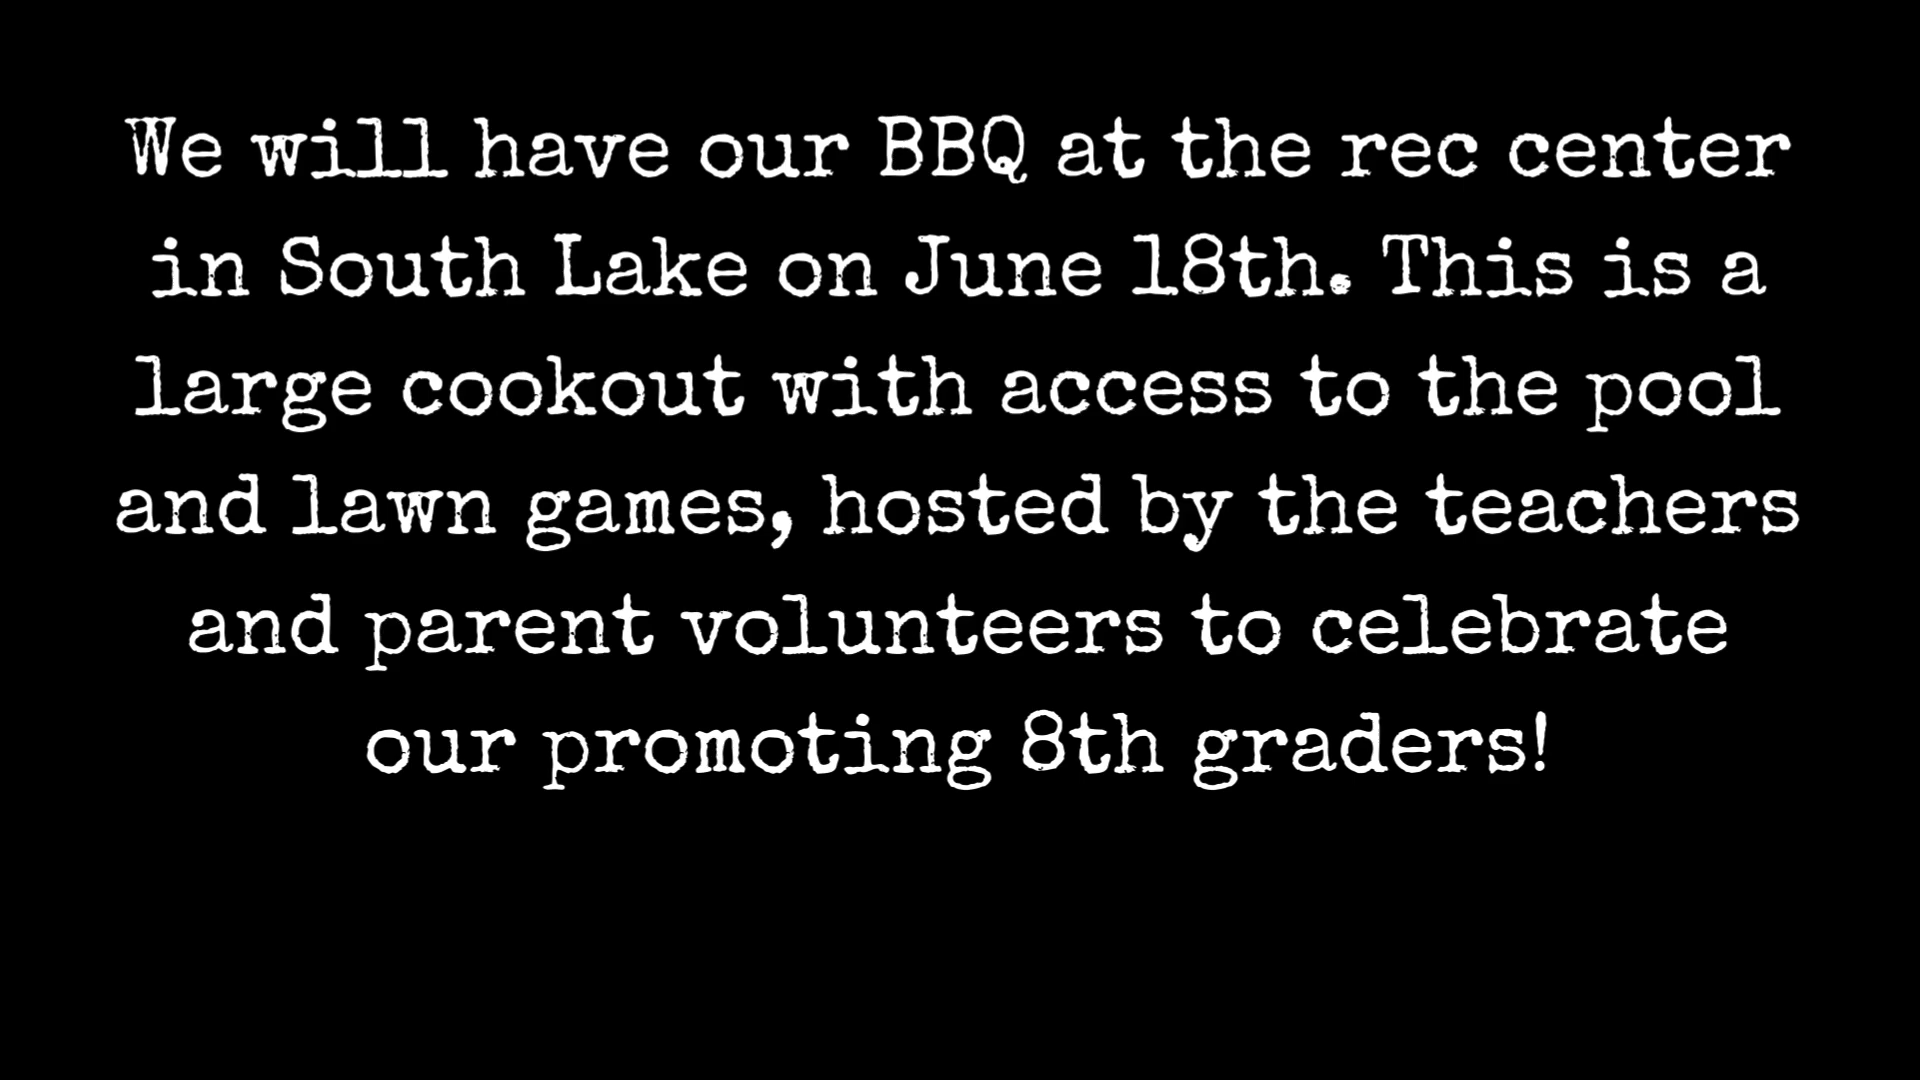 We will have our BBQ at the rec center
in South Lake on June 18th. This is a
large cookout with access to the pool
and lawn games, hosted by the teachers
and parent volunteers to celebrate
our promoting 8th graders!